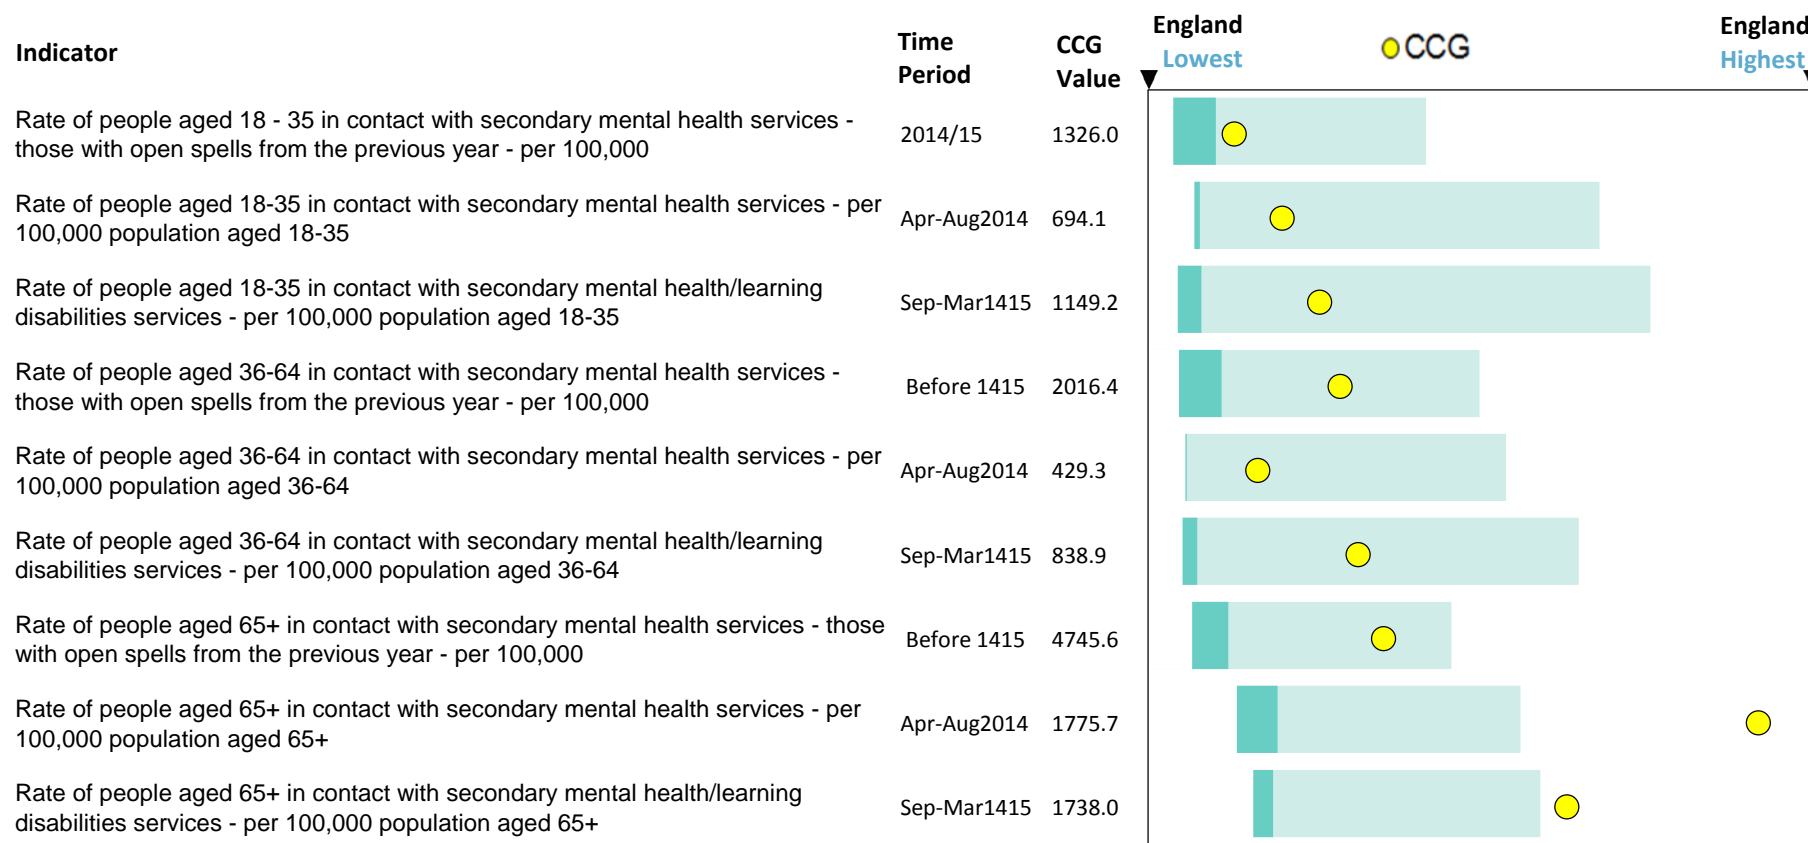 Indicator
Time Period
CCG Value
England Lowest
CCG
England Highest
Rate of people aged 18 - 35 in contact with secondary mental health services -
those with open spells from the previous year - per 100,000
2014/15 1326.0
Rate of people aged 18-35 in contact with secondary mental health services - per
100,000 population aged 18-35
Apr-Aug2014 694.1
Rate of people aged 18-35 in contact with secondary mental health/learning
disabilities services - per 100,000 population aged 18-35
Sep-Mar1415 1149.2
Rate of people aged 36-64 in contact with secondary mental health services -
those with open spells from the previous year - per 100,000
Before 1415 2016.4
Rate of people aged 36-64 in contact with secondary mental health services - per
100,000 population aged 36-64
Apr-Aug2014 429.3
Rate of people aged 36-64 in contact with secondary mental health/learning
disabilities services - per 100,000 population aged 36-64
Sep-Mar1415 838.9
Rate of people aged 65+ in contact with secondary mental health services - those
with open spells from the previous year - per 100,000
Before 1415 4745.6
Rate of people aged 65+ in contact with secondary mental health services - per
100,000 population aged 65+
Apr-Aug2014 1775.7
Rate of people aged 65+ in contact with secondary mental health/learning
disabilities services - per 100,000 population aged 65+
Sep-Mar1415 1738.0